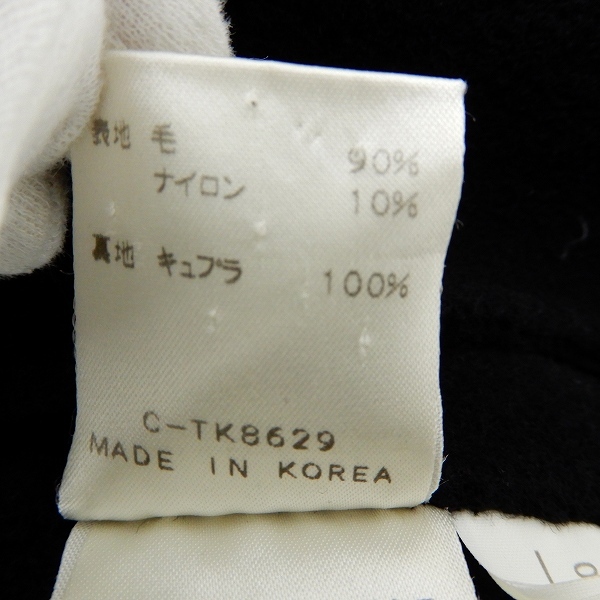 表地 毛 90%
ナイロン 10%
裏地 キュプラ 100%
C-TK8629
MADE IN KOREA